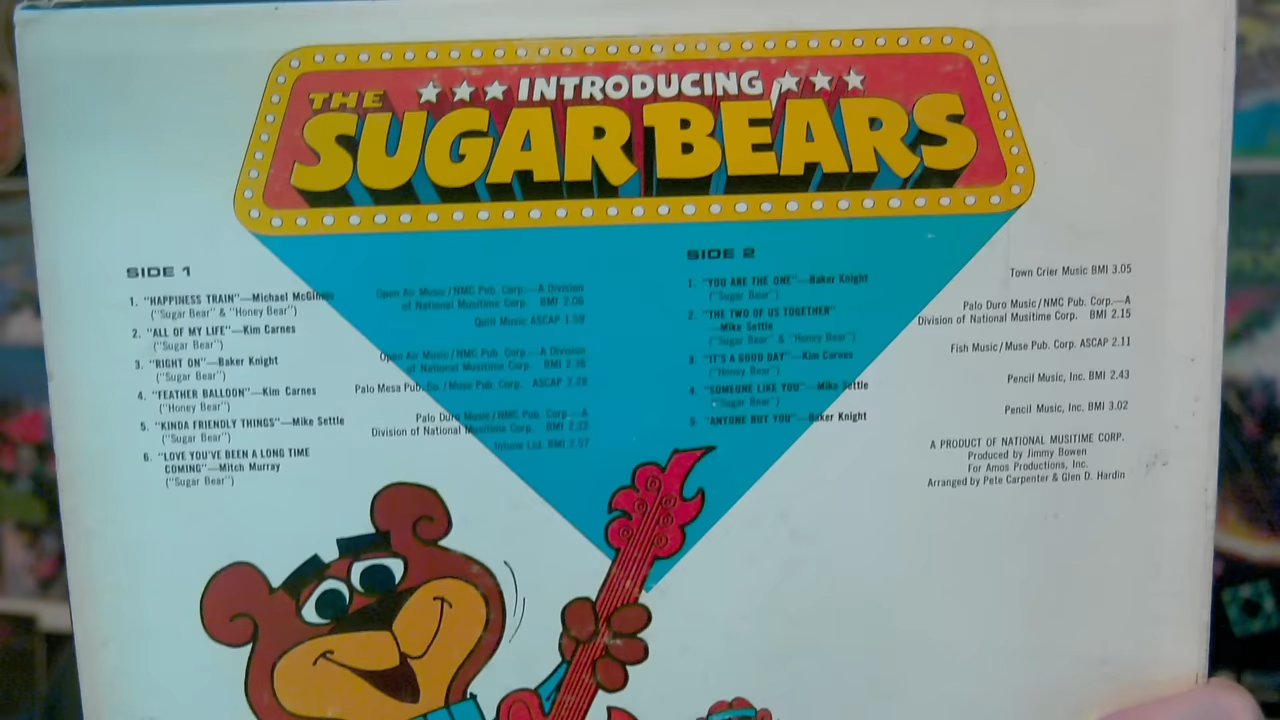 ★ ★ ★ INTRODUCING ★ ★ ★
THE
SUGAR BEARS
SIDE 1
1. "HAPPINESS TRAIN"—Michael McGinnis
("Sugar Bear" & "Honey Bear")
Open Air Music/NMC Pub. Corp.—A Division
of National Musitime Corp. BMI 2.06
2. "ALL OF MY LIFE"—Kim Carnes
("Sugar Bear")
Quill Music ASCAP 1.59
3. "RIGHT ON"—Baker Knight
("Sugar Bear")
Open Air Music/NMC Pub. Corp.—A Division
of National Musitime Corp. BMI 2.36
4. "FEATHER BALLOON"—Kim Carnes
("Honey Bear")
Palo Mesa Pub. Co./Muse Pub. Corp. ASCAP 2.28
5. "KINDA FRIENDLY THINGS"—Mike Settle
("Sugar Bear")
Palo Duro Music/NMC Pub. Corp.—A
Division of National Musitime Corp. BMI 2.32
6. "LOVE YOU'VE BEEN A LONG TIME
COMING"—Mitch Murray
("Sugar Bear")
Intune Ltd. BMI 2.57
SIDE 2
1. "YOU ARE THE ONE"—Baker Knight
("Sugar Bear")
Town Crier Music BMI 3.05
2. "THE TWO OF US TOGETHER"
—Mike Settle
("Sugar Bear" & "Honey Bear")
Palo Duro Music/NMC Pub. Corp.—A
Division of National Musitime Corp. BMI 2.15
3. "IT'S A GOOD DAY"—Kim Carnes
("Honey Bear")
Fish Music/Muse Pub. Corp. ASCAP 2.11
4. "SOMEONE LIKE YOU"—Mike Settle
("Sugar Bear")
Pencil Music, Inc. BMI 2.43
5. "ANYONE BUT YOU"—Baker Knight
Pencil Music, Inc. BMI 3.02
A PRODUCT OF NATIONAL MUSITIME CORP.
Produced by Jimmy Bowen
For Amos Productions, Inc.
Arranged by Pete Carpenter & Glen D. Hardin